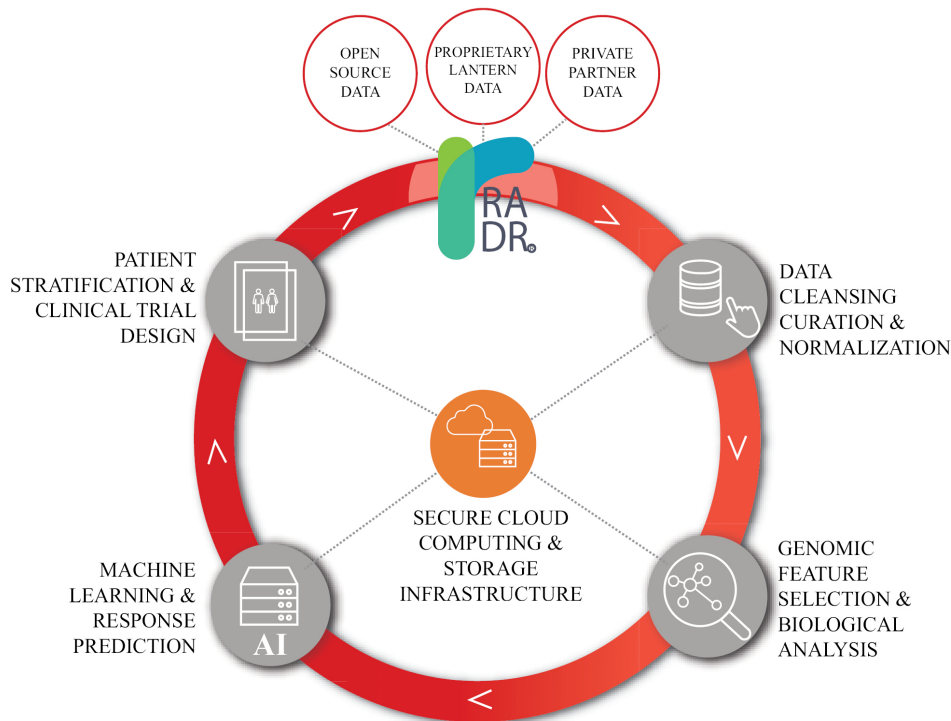 OPEN
SOURCE
DATA
PROPRIETARY
LANTERN
DATA
PRIVATE
PARTNER
DATA
RA
DR®
PATIENT
STRATIFICATION &
CLINICAL TRIAL
DESIGN
DATA
CLEANSING
CURATION &
NORMALIZATION
SECURE CLOUD
COMPUTING &
STORAGE
INFRASTRUCTURE
MACHINE
LEARNING &
RESPONSE
PREDICTION
AI
GENOMIC
FEATURE
SELECTION &
BIOLOGICAL
ANALYSIS